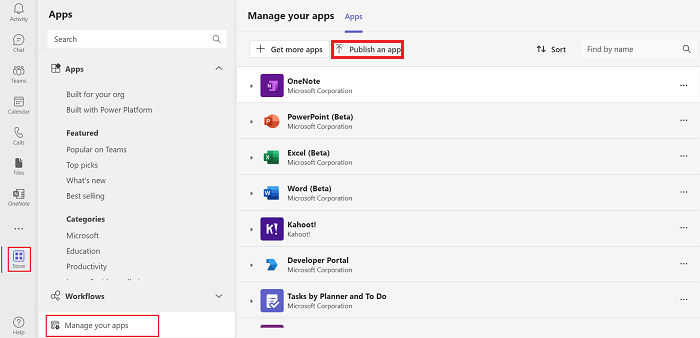 Activity
Chat
Teams
Calendar
Calls
Files
OneNote
Store
Help
Apps
Search
Apps
Built for your org
Built with Power Platform
Featured
Popular on Teams
Top picks
What's new
Best selling
Categories
Microsoft
Education
Productivity
Workflows
Manage your apps
Manage your apps Apps
Get more apps Publish an app Sort Find by name
OneNote
Microsoft Corporation
PowerPoint (Beta)
Microsoft Corporation
Excel (Beta)
Microsoft Corporation
Word (Beta)
Microsoft Corporation
K!
Kahoot!
Kahoot!
Developer Portal
Microsoft Corporation
Tasks by Planner and To Do
Microsoft Corporation